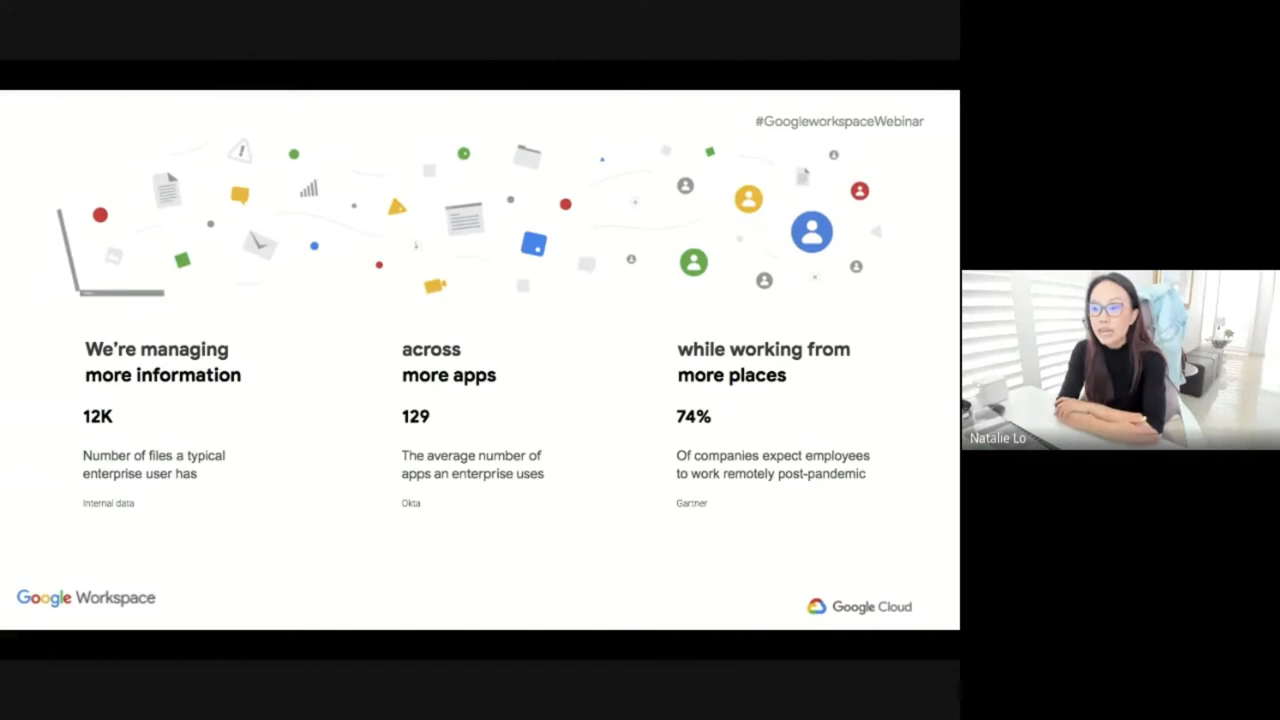 #GoogleworkspaceWebinar
We're managing
more information
12K
Number of files a typical
enterprise user has
Internal data
across
more apps
129
The average number of
apps an enterprise uses
Okta
while working from
more places
74%
Of companies expect employees
to work remotely post-pandemic
Gartner
Google Workspace
Google Cloud
Natalie Lo